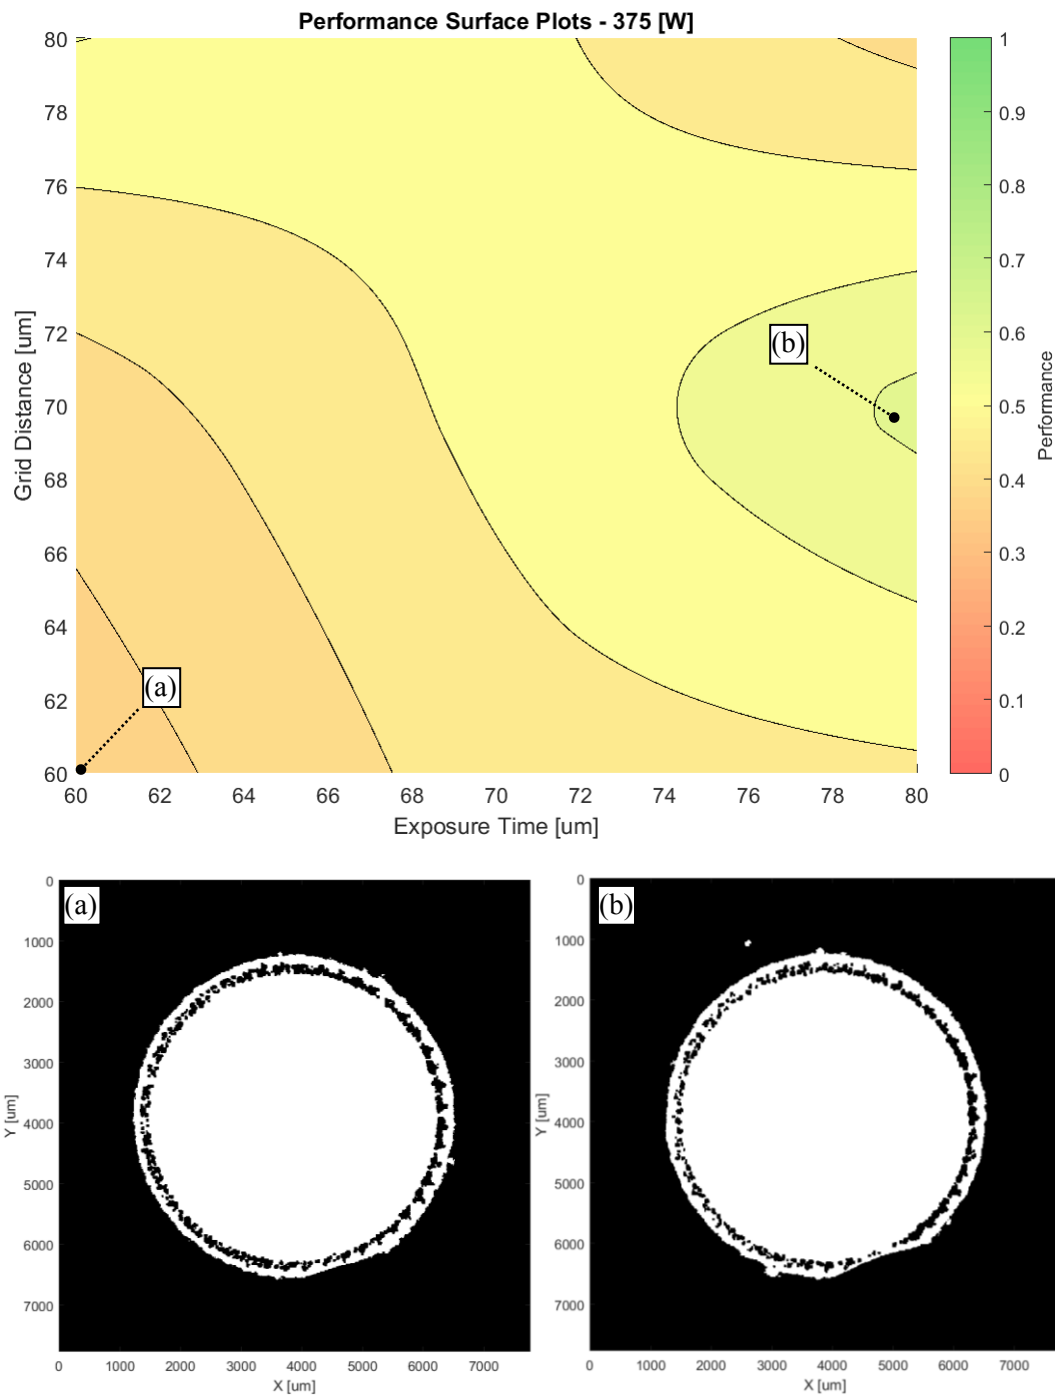 Performance Surface Plots - 375 [W]
80
78
76
74
72
70
68
66
64
62
60
Grid Distance [um]
(b)
(a)
60 62 64 66 68 70 72 74 76 78 80
Exposure Time [um]
1
0.9
0.8
0.7
0.6
0.5
0.4
0.3
0.2
0.1
0
Performance
(a)
0
1000
2000
3000
4000
5000
6000
7000
Y [um]
0 1000 2000 3000 4000 5000 6000 7000
X [um]
(b)
0
1000
2000
3000
4000
5000
6000
7000
Y [um]
0 1000 2000 3000 4000 5000 6000 7000
X [um]